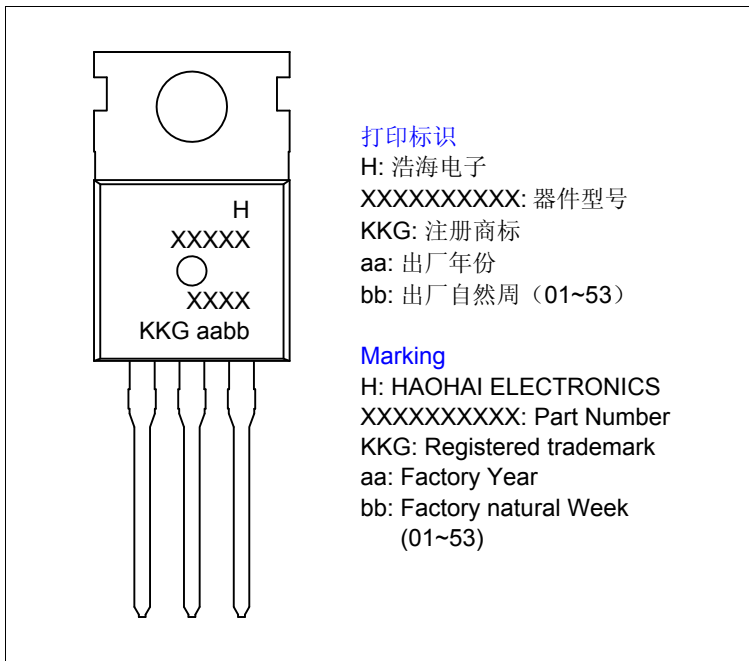 H
XXXXX
XXXX
KKG aabb
打印标识
H: 浩海电子
XXXXXXXXXX: 器件型号
KKG: 注册商标
aa: 出厂年份
bb: 出厂自然周（01~53）
Marking
H: HAOHAI ELECTRONICS
XXXXXXXXXX: Part Number
KKG: Registered trademark
aa: Factory Year
bb: Factory natural Week
(01~53)